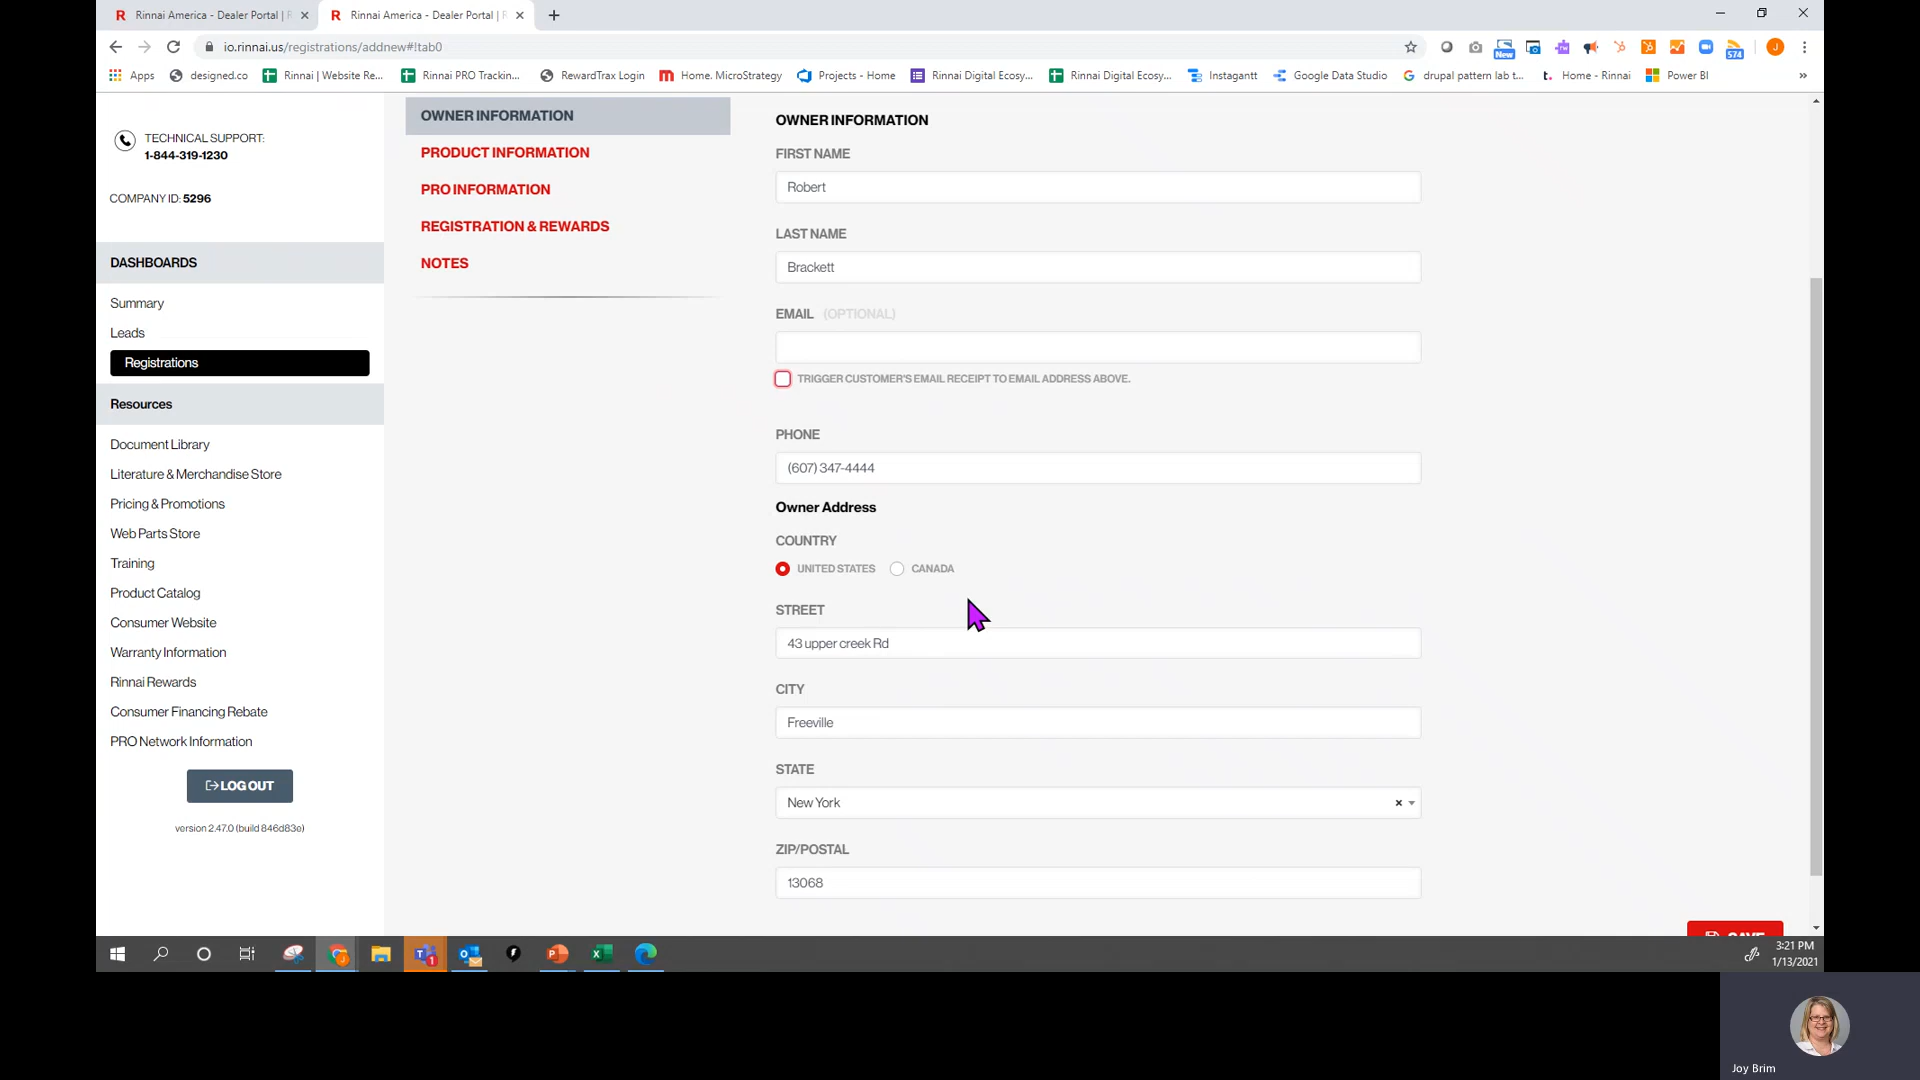 Rinnai America - Dealer Portal |
Rinnai America - Dealer Portal |
io.rinnai.us/registrations/addnew#!tab0
New
574
J
Apps
designed.co
Rinnai | Website Re...
Rinnai PRO Trackin...
RewardTrax Login
Home. MicroStrategy
Projects - Home
Rinnai Digital Ecosy...
Rinnai Digital Ecosy...
Instagantt
Google Data Studio
drupal pattern lab t...
Home - Rinnai
Power BI
»
TECHNICAL SUPPORT:
1-844-319-1230
COMPANY ID: 5296
DASHBOARDS
Summary
Leads
Registrations
Resources
Document Library
Literature & Merchandise Store
Pricing & Promotions
Web Parts Store
Training
Product Catalog
Consumer Website
Warranty Information
Rinnai Rewards
Consumer Financing Rebate
PRO Network Information
LOG OUT
version 2.47.0 (build 846d83e)
OWNER INFORMATION
PRODUCT INFORMATION
PRO INFORMATION
REGISTRATION & REWARDS
NOTES
OWNER INFORMATION
FIRST NAME
Robert
LAST NAME
Brackett
EMAIL (OPTIONAL)
TRIGGER CUSTOMER'S EMAIL RECEIPT TO EMAIL ADDRESS ABOVE.
PHONE
(607) 347-4444
Owner Address
COUNTRY
UNITED STATES CANADA
STREET
43 upper creek Rd
CITY
Freeville
STATE
New York
ZIP/POSTAL
13068
SAVE
3:21 PM
1/13/2021
Joy Brim